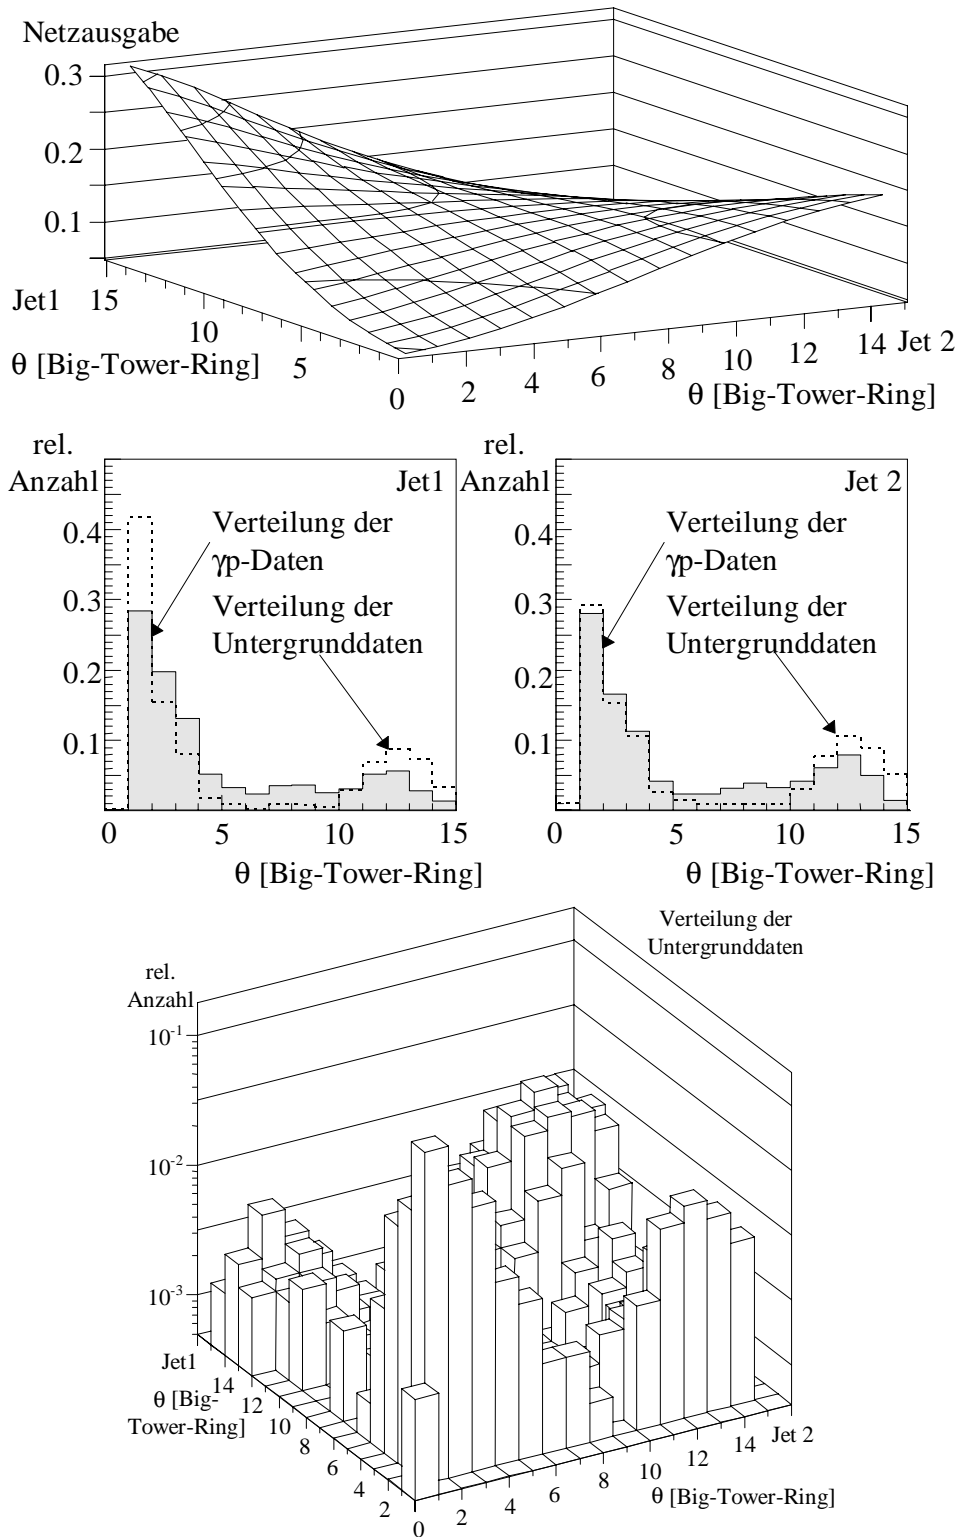 Netzausgabe
0.3
0.2
0.1
Jet1 15
10
5
0
θ [Big-Tower-Ring]
2 4 6 8 10 12 14 Jet 2
θ [Big-Tower-Ring]
rel.
Anzahl
Jet1
Verteilung der
γp-Daten
Verteilung der
Untergrunddaten
0.4
0.3
0.2
0.1
0 5 10 15
θ [Big-Tower-Ring]
rel.
Anzahl
Jet 2
Verteilung der
γp-Daten
Verteilung der
Untergrunddaten
0.4
0.3
0.2
0.1
0 5 10 15
θ [Big-Tower-Ring]
Verteilung der
Untergrunddaten
rel.
Anzahl
10⁻¹
10⁻²
10⁻³
Jet1
14
12
10
8
6
4
2
0
θ [Big-
Tower-Ring]
2 4 6 8 10 12 14 Jet 2
θ [Big-Tower-Ring]